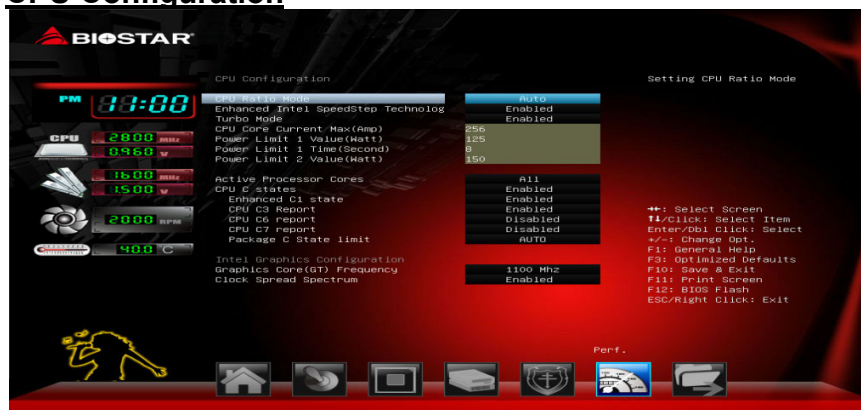 CPU Configuration
BIOSTAR
CPU Configuration
Setting CPU Ratio Mode
PM 11:00
CPU 2800 MHz
0.960 V
1600 MHz
1.500 V
2000 RPM
40.0 C
CPU Ratio Mode Auto
Enhanced Intel SpeedStep Technolog Enabled
Turbo Mode Enabled
CPU Core Current Max(Amp) 256
Power Limit 1 Value(Watt) 125
Power Limit 1 Time(Second) 8
Power Limit 2 Value(Watt) 150
Active Processor Cores All
CPU C states Enabled
Enhanced C1 state Enabled
CPU C3 Report Enabled
CPU C6 report Disabled
CPU C7 report Disabled
Package C State limit AUTO
Intel Graphics Configuration
Graphics Core(GT) Frequency 1100 Mhz
Clock Spread Spectrum Enabled
→←: Select Screen
↑↓/Click: Select Item
Enter/Dbl Click: Select
+/-: Change Opt.
F1: General Help
F3: Optimized Defaults
F10: Save & Exit
F11: Print Screen
F12: BIOS Flash
ESC/Right Click: Exit
Perf.